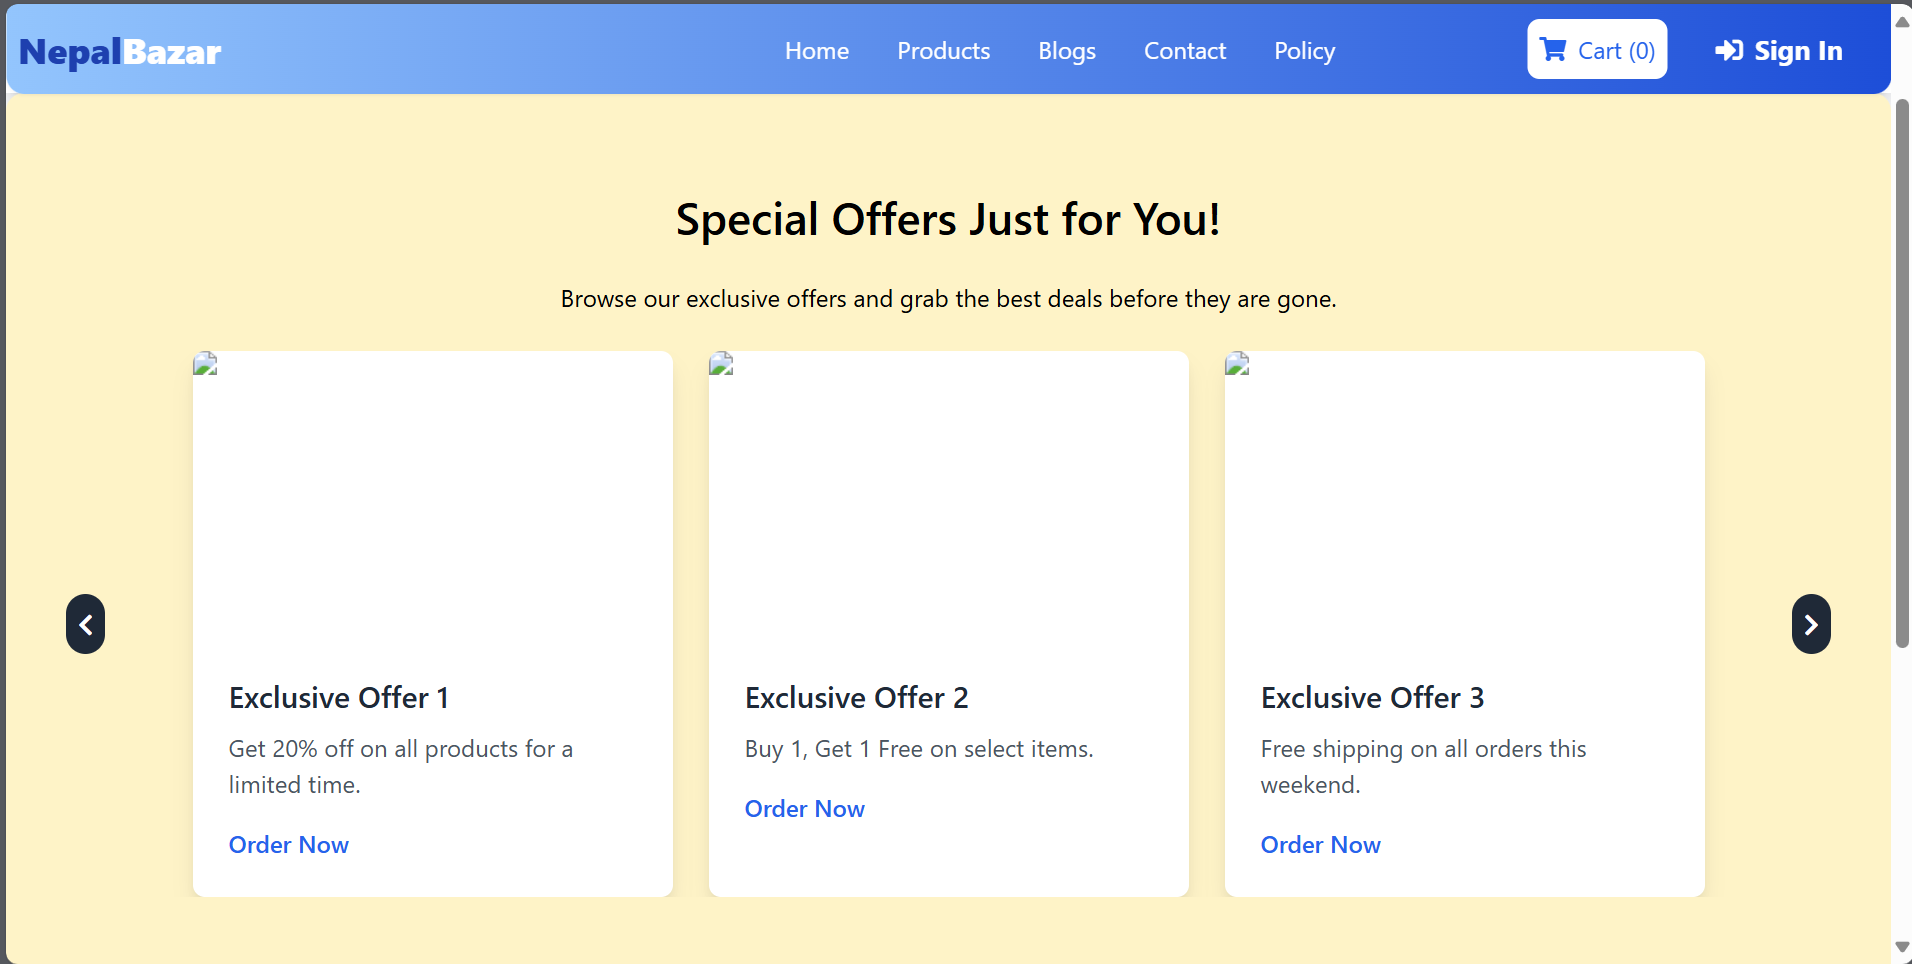 NepalBazar
Home
Products
Blogs
Contact
Policy
Cart (0)
Sign In
Special Offers Just for You!
Browse our exclusive offers and grab the best deals before they are gone.
Exclusive Offer 1
Get 20% off on all products for a
limited time.
Order Now
Exclusive Offer 2
Buy 1, Get 1 Free on select items.
Order Now
Exclusive Offer 3
Free shipping on all orders this
weekend.
Order Now